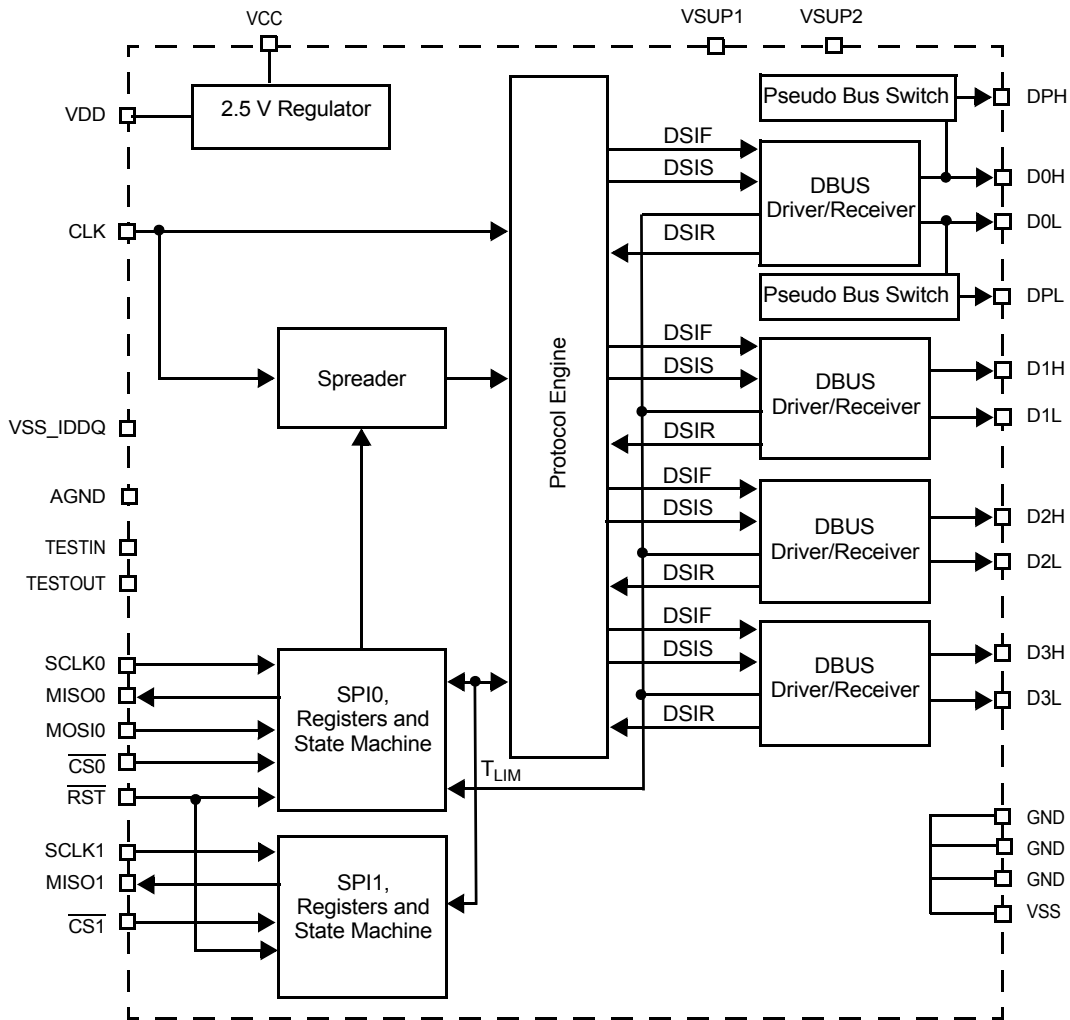 VCC
VSUP1
VSUP2
VDD
2.5 V Regulator
Pseudo Bus Switch
DPH
DSIF
DSIS
DBUS
Driver/Receiver
D0H
D0L
CLK
DSIR
Pseudo Bus Switch
DPL
Protocol Engine
Spreader
DSIF
DSIS
DBUS
Driver/Receiver
D1H
D1L
DSIR
VSS_IDDQ
AGND
TESTIN
TESTOUT
DSIF
DSIS
DBUS
Driver/Receiver
D2H
D2L
DSIR
DSIF
DSIS
DBUS
Driver/Receiver
D3H
D3L
DSIR
SCLK0
MISO0
MOSI0
C̅S̅0̅
R̅S̅T̅
SPI0,
Registers and
State Machine
TLIM
SCLK1
MISO1
C̅S̅1̅
SPI1,
Registers and
State Machine
GND
GND
GND
VSS